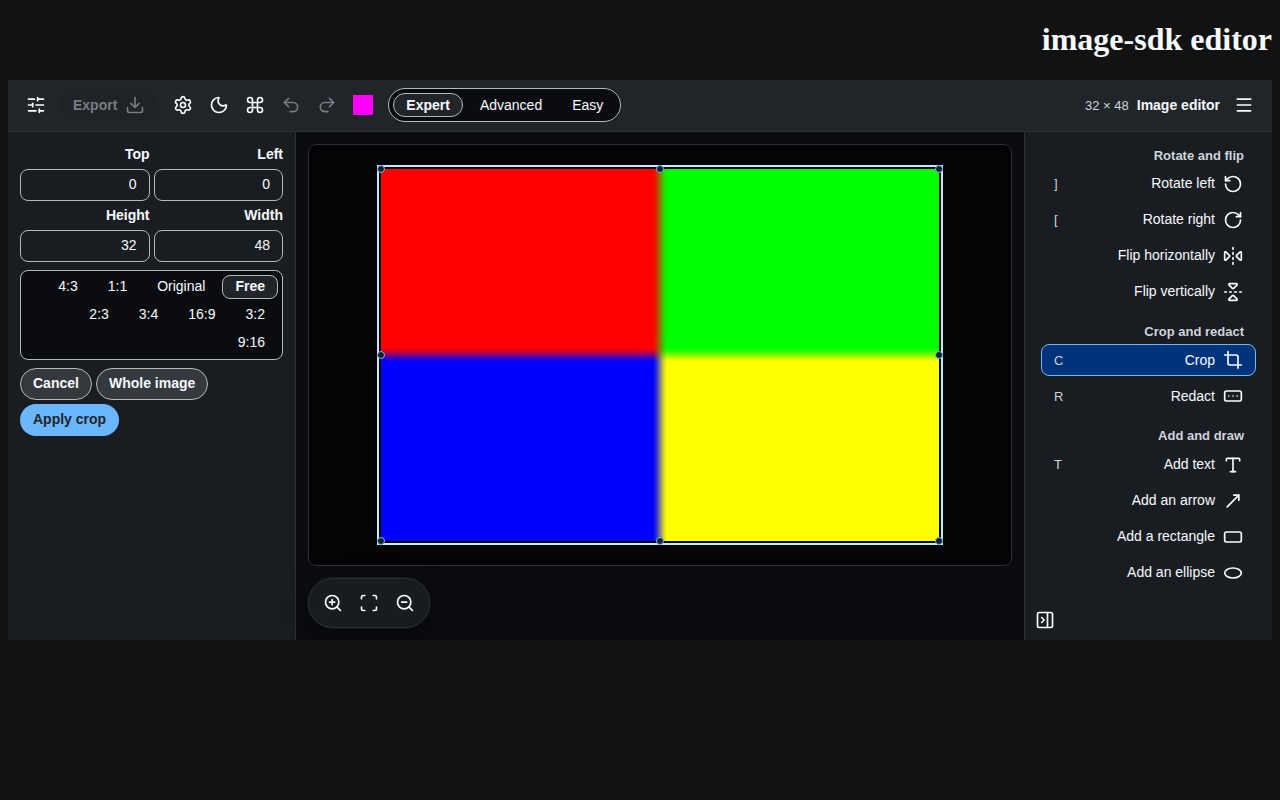 image-sdk editor
Export
Expert Advanced Easy
32 × 48 Image editor
Top Left
0 0
Height Width
32 48
4:3 1:1 Original Free
2:3 3:4 16:9 3:2
9:16
Cancel Whole image
Apply crop
Rotate and flip
] Rotate left
[ Rotate right
Flip horizontally
Flip vertically
Crop and redact
C Crop
R Redact
Add and draw
T Add text
Add an arrow
Add a rectangle
Add an ellipse